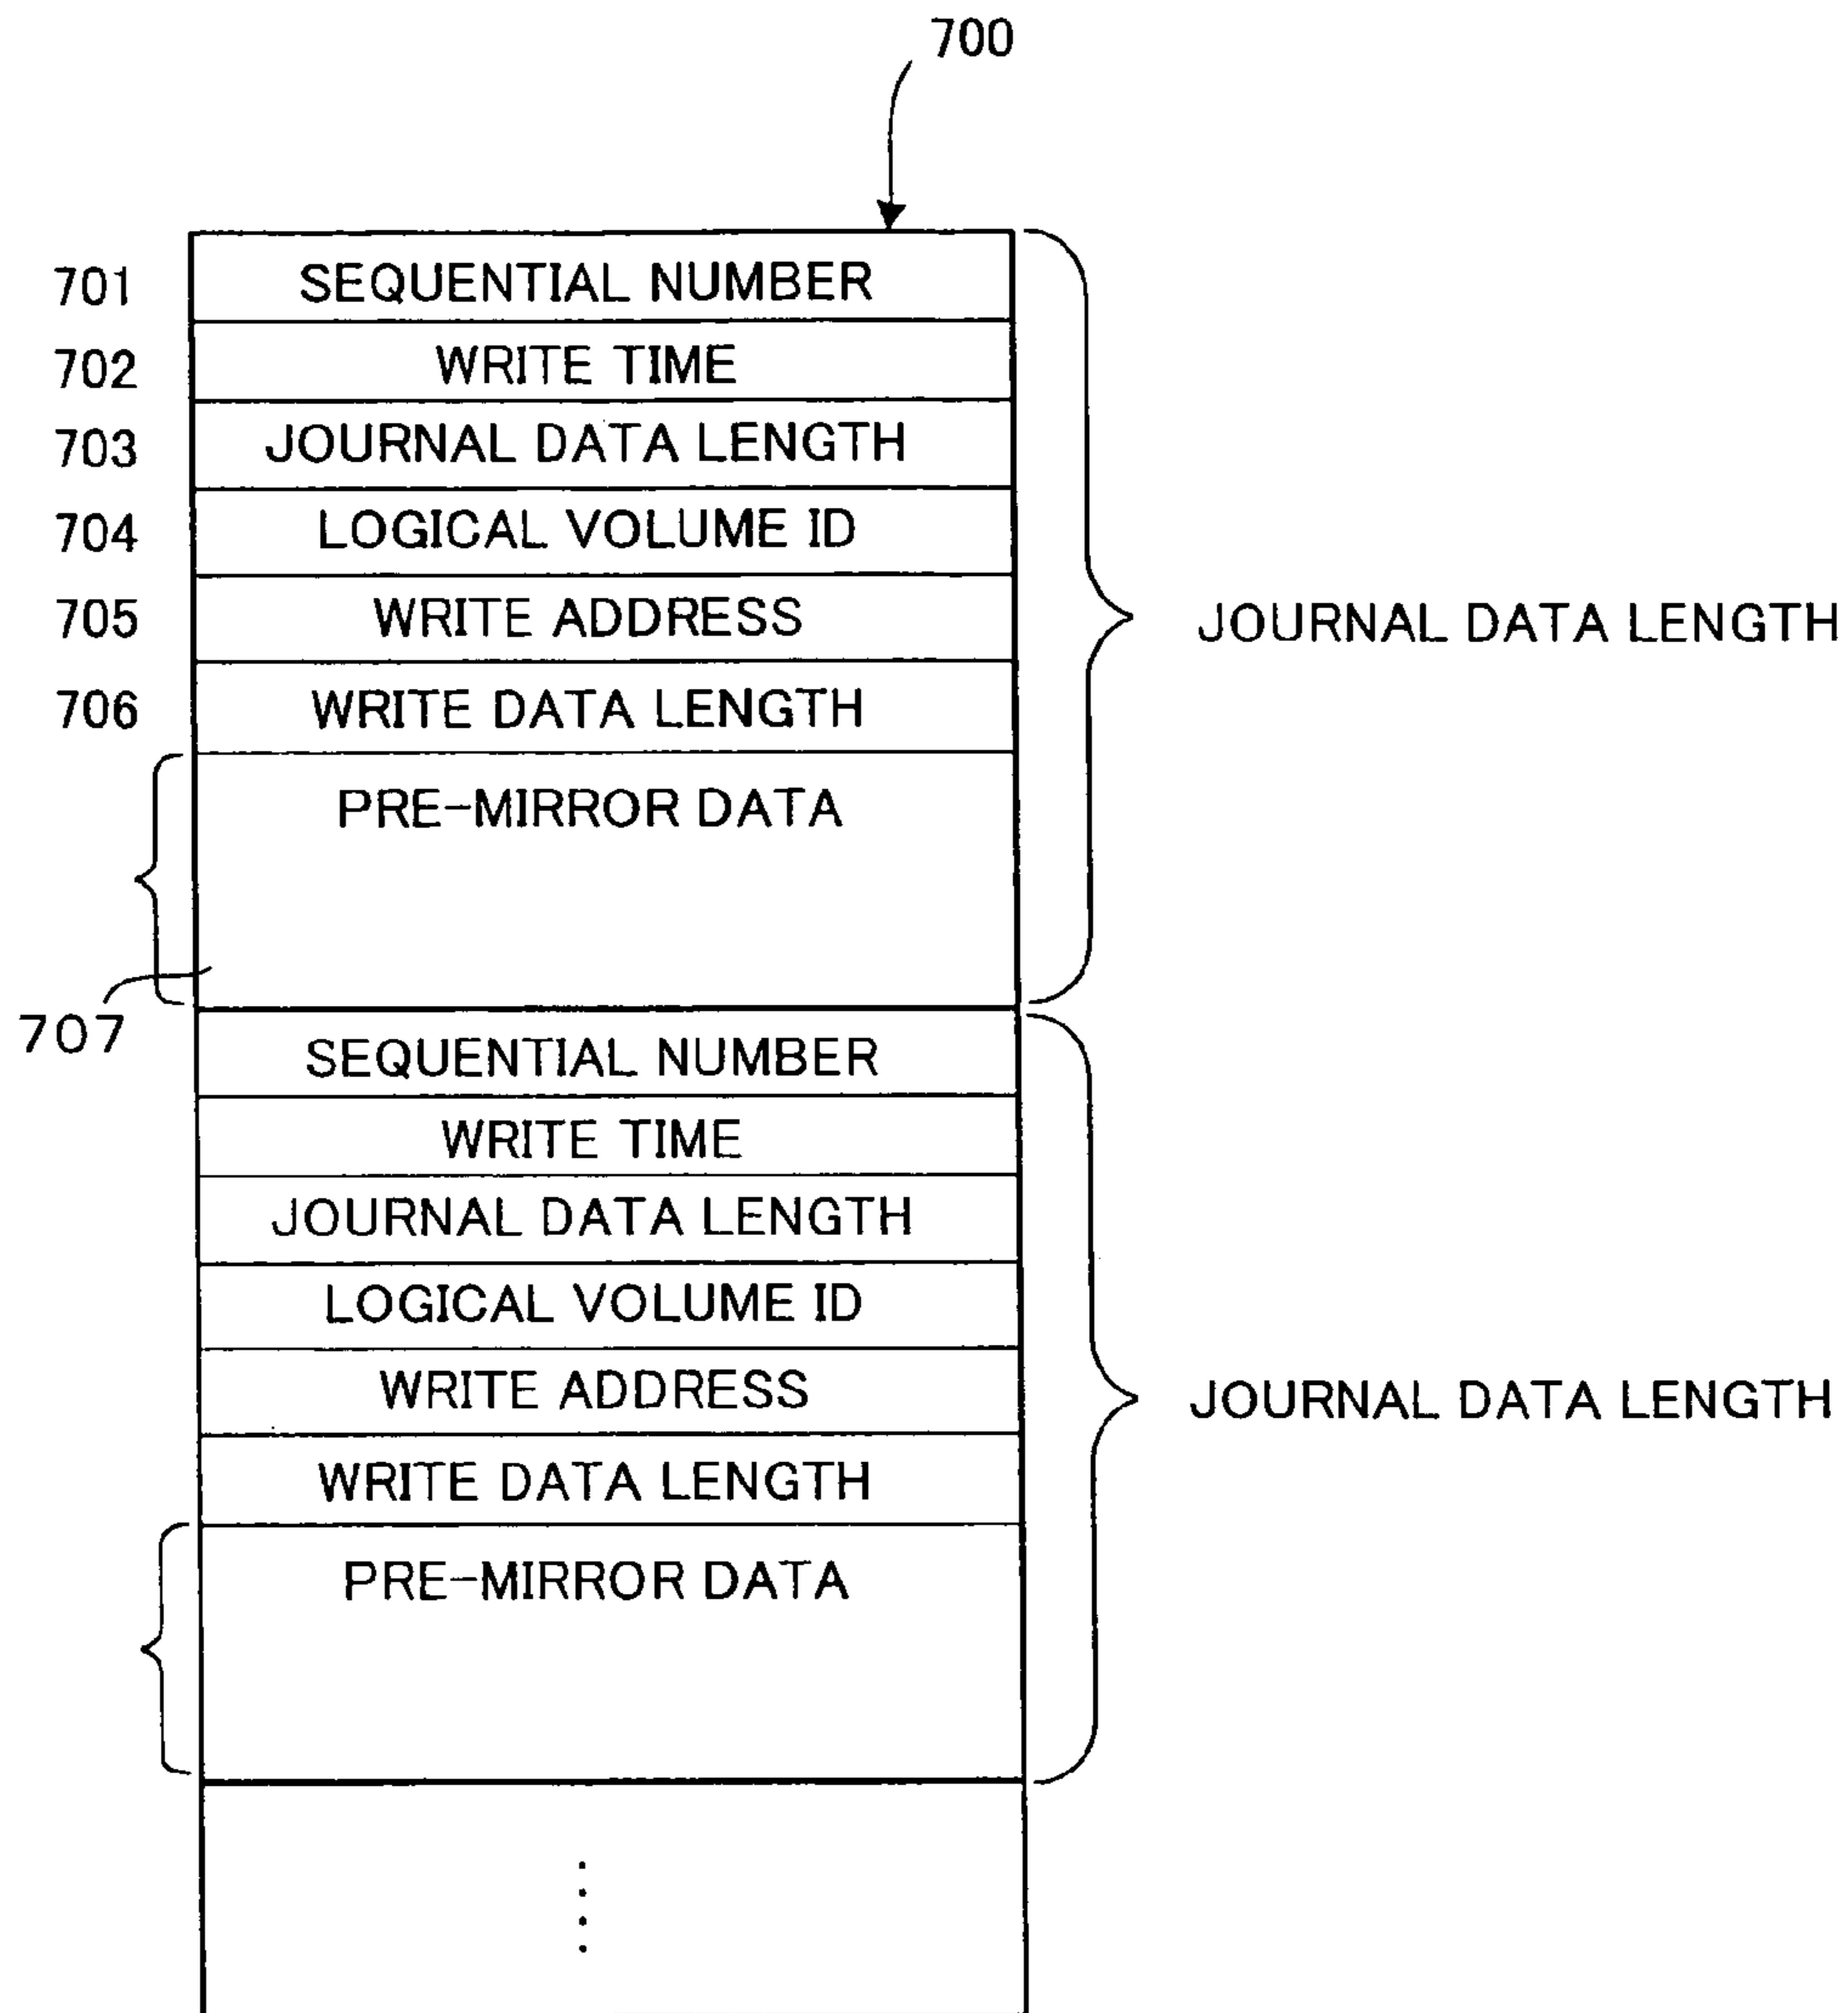 700
701 SEQUENTIAL NUMBER
702 WRITE TIME
703 JOURNAL DATA LENGTH
704 LOGICAL VOLUME ID
705 WRITE ADDRESS
JOURNAL DATA LENGTH
706 WRITE DATA LENGTH
PRE-MIRROR DATA
707
SEQUENTIAL NUMBER
WRITE TIME
JOURNAL DATA LENGTH
LOGICAL VOLUME ID
WRITE ADDRESS
JOURNAL DATA LENGTH
WRITE DATA LENGTH
PRE-MIRROR DATA